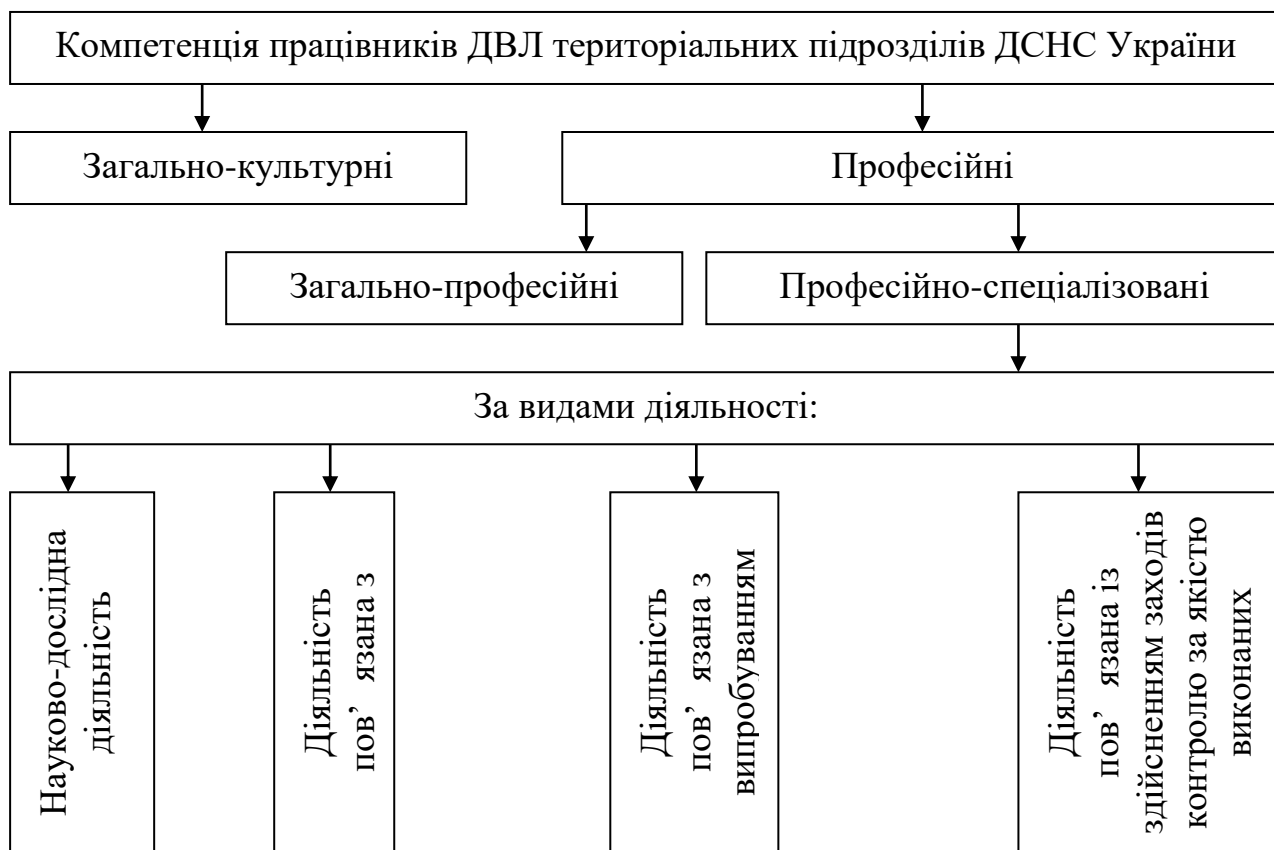 Компетенція працівників ДВЛ територіальних підрозділів ДСНС України
Загально-культурні
Професійні
Загально-професійні
Професійно-спеціалізовані
За видами діяльності:
Науково-дослідна
діяльність
Діяльність
пов’ язана з
Діяльність
пов’ язана з
випробуванням
Діяльність
пов’ язана із
здійсненням заходів
контролю за якістю
виконаних